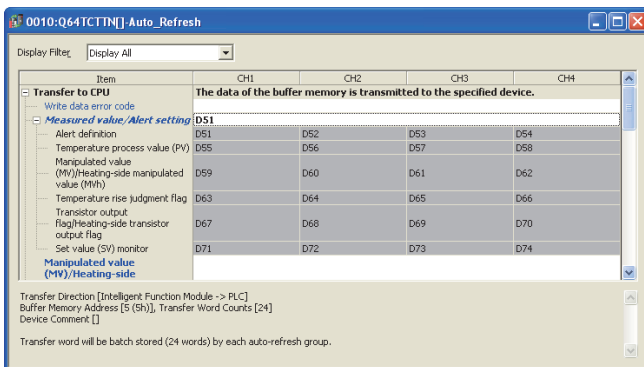 0010:Q64TCTTN[]-Auto_Refresh
Display Filter Display All
Item CH1 CH2 CH3 CH4
Transfer to CPU The data of the buffer memory is transmitted to the specified device.
Write data error code
Measured value/Alert setting D51
Alert definition D51 D52 D53 D54
Temperature process value (PV) D55 D56 D57 D58
Manipulated value
(MV)/Heating-side manipulated D59 D60 D61 D62
value (MVh)
Temperature rise judgment flag D63 D64 D65 D66
Transistor output
flag/Heating-side transistor D67 D68 D69 D70
output flag
Set value (SV) monitor D71 D72 D73 D74
Manipulated value
(MV)/Heating-side
Transfer Direction [Intelligent Function Module -> PLC]
Buffer Memory Address [5 (5h)], Transfer Word Counts [24]
Device Comment []
Transfer word will be batch stored (24 words) by each auto-refresh group.